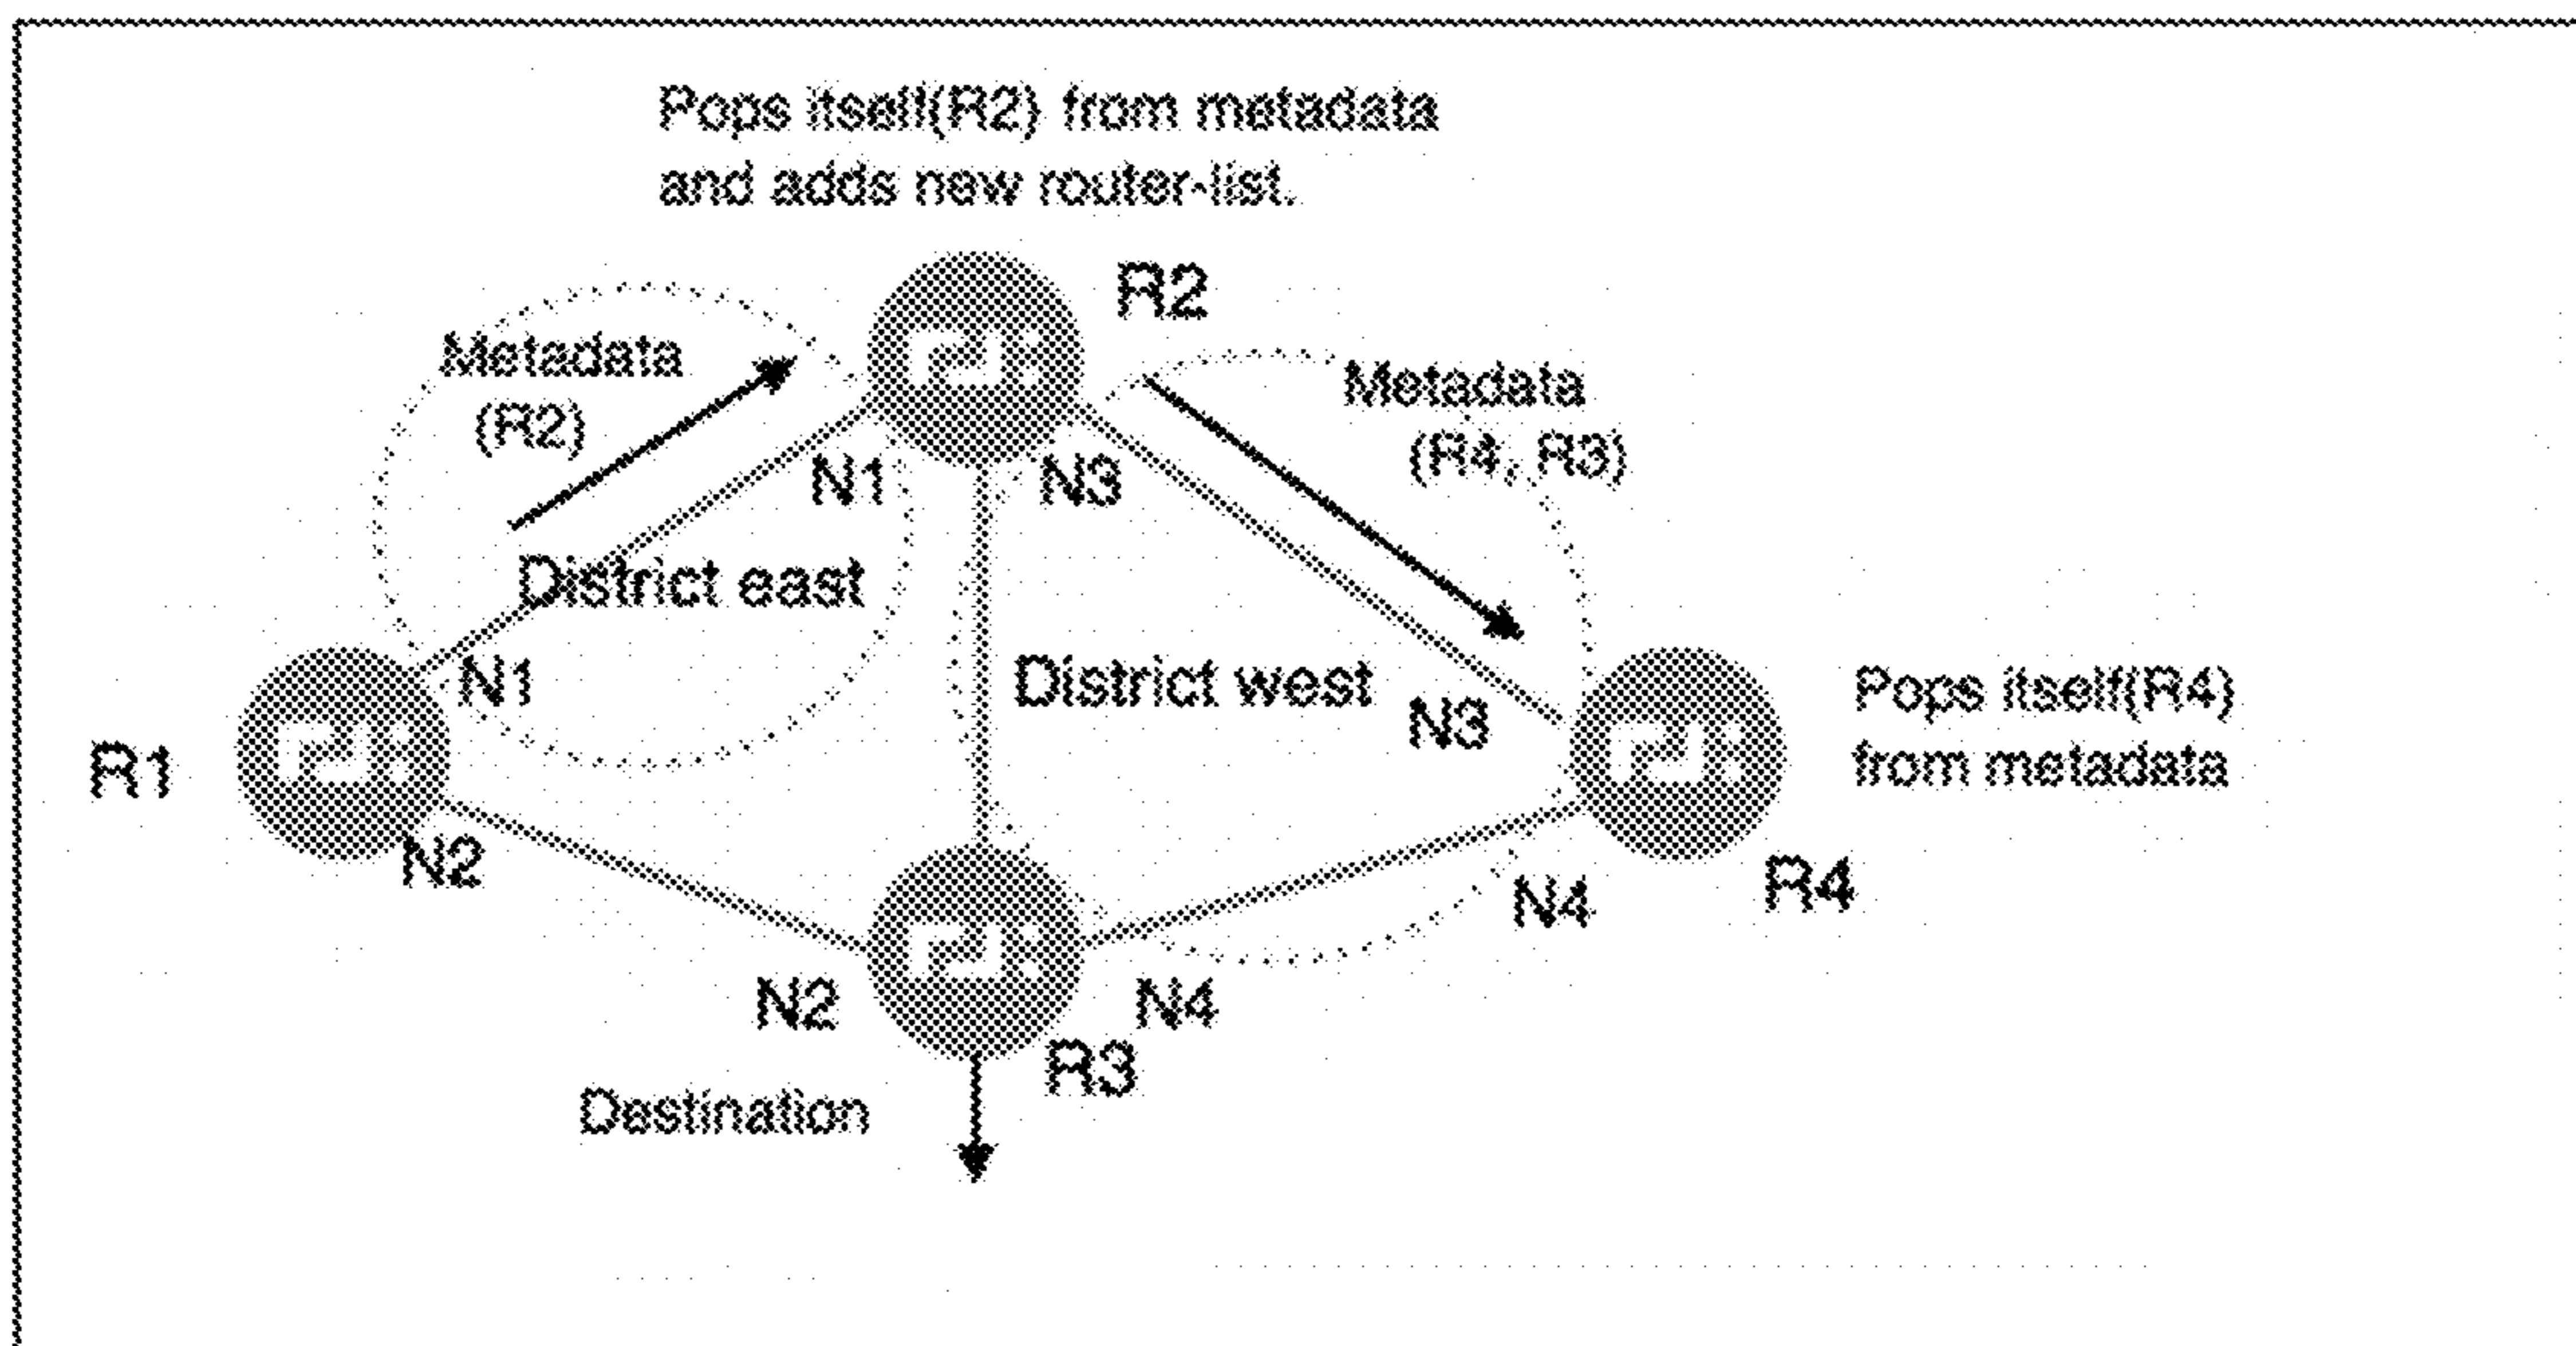 Pops itself(R2) from metadata
and adds new router-list.
R2
Metadata
(R2)
Metadata
(R4, R3)
N1
N3
District east
N1
District west
N3
Pops itself(R4)
from metadata
R1
N2
R4
N4
N2
N4
R3
Destination